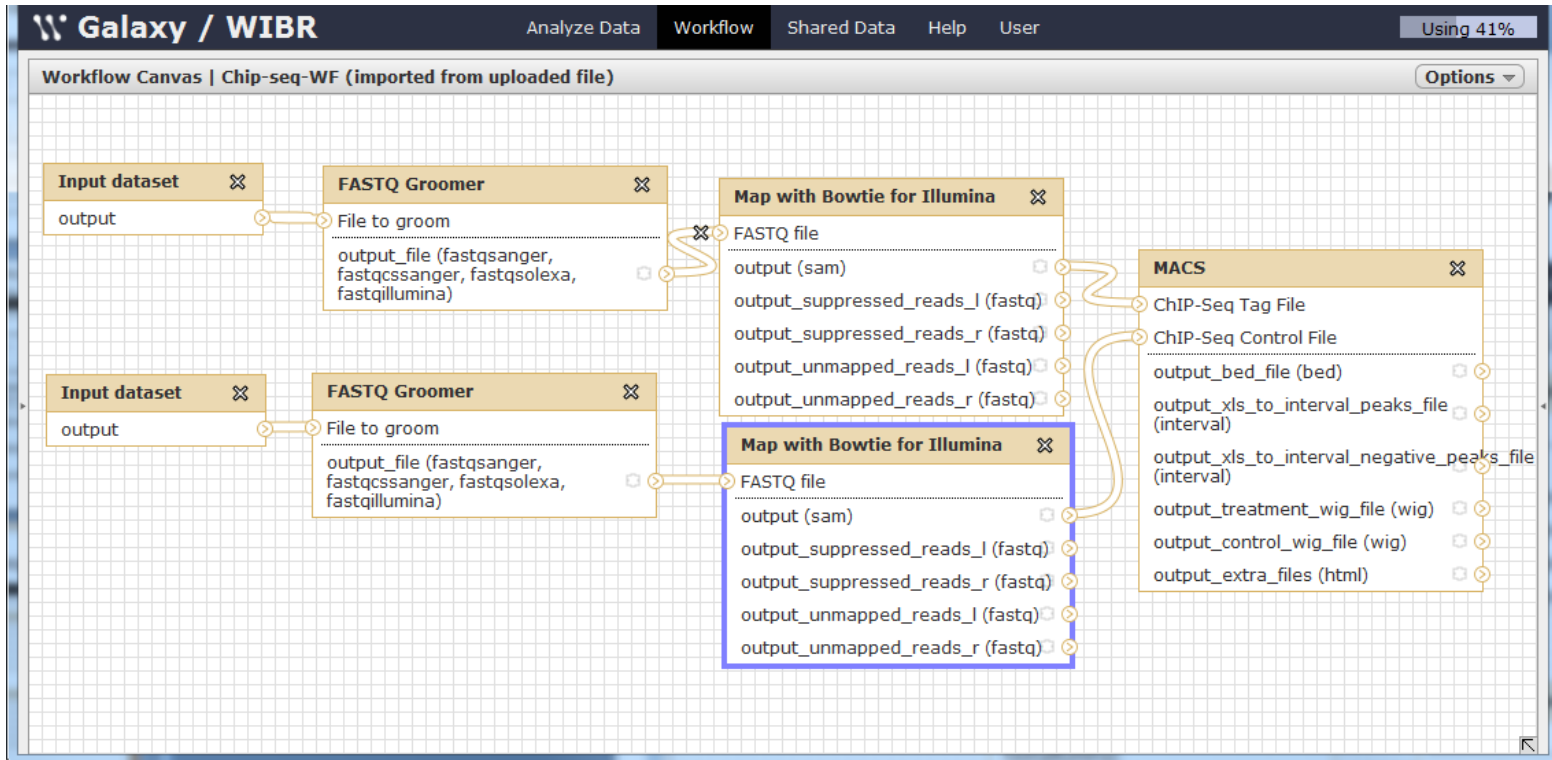 Galaxy / WIBR
Analyze Data Workflow Shared Data Help User
Using 41%
Workflow Canvas | Chip-seq-WF (imported from uploaded file)
Options
Input dataset
output
FASTQ Groomer
File to groom
output_file (fastqsanger,
fastqcssanger, fastqsolexa,
fastqillumina)
Map with Bowtie for Illumina
FASTQ file
output (sam)
output_suppressed_reads_l (fastq)
output_suppressed_reads_r (fastq)
output_unmapped_reads_l (fastq)
output_unmapped_reads_r (fastq)
Input dataset
output
FASTQ Groomer
File to groom
output_file (fastqsanger,
fastqcssanger, fastqsolexa,
fastqillumina)
Map with Bowtie for Illumina
FASTQ file
output (sam)
output_suppressed_reads_l (fastq)
output_suppressed_reads_r (fastq)
output_unmapped_reads_l (fastq)
output_unmapped_reads_r (fastq)
MACS
ChIP-Seq Tag File
ChIP-Seq Control File
output_bed_file (bed)
output_xls_to_interval_peaks_file
(interval)
output_xls_to_interval_negative_peaks_file
(interval)
output_treatment_wig_file (wig)
output_control_wig_file (wig)
output_extra_files (html)